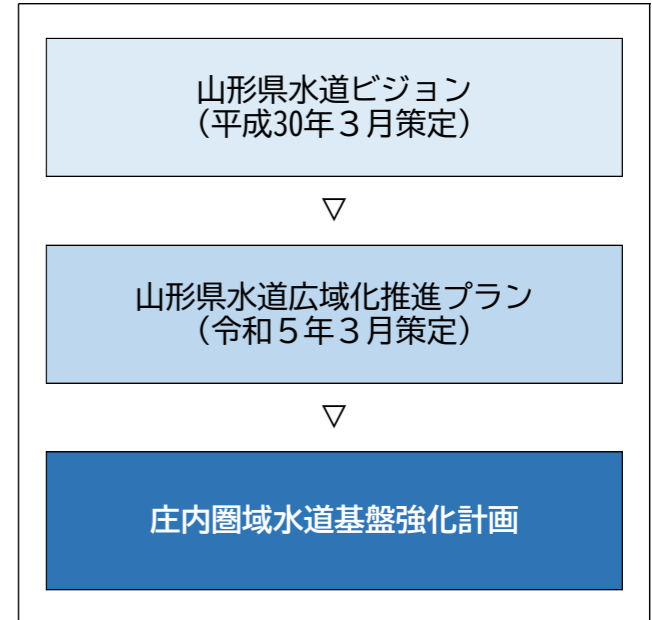 山形県水道ビジョン
（平成30年３月策定）
▽
山形県水道広域化推進プラン
（令和５年３月策定）
▽
庄内圏域水道基盤強化計画